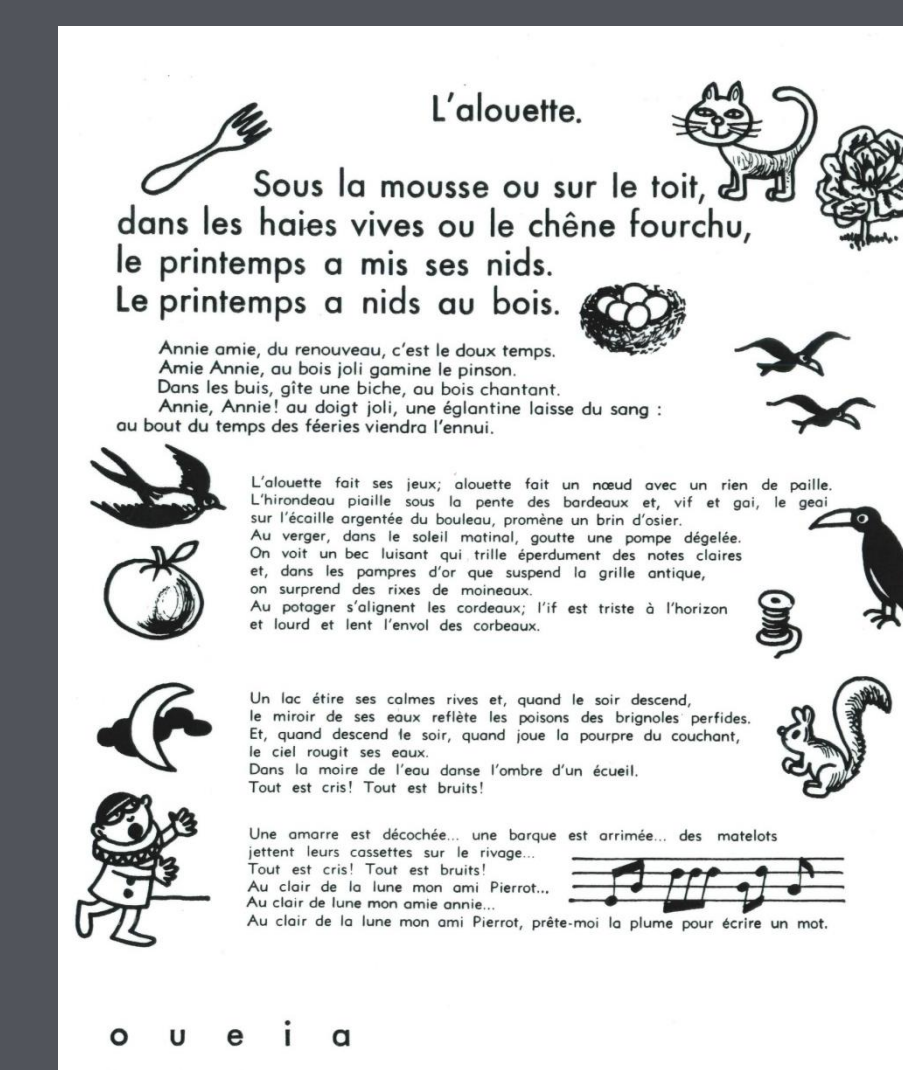 L'alouette.
Sous la mousse ou sur le toit,
dans les haies vives ou le chêne fourchu,
le printemps a mis ses nids.
Le printemps a nids au bois.
Annie amie, du renouveau, c'est le doux temps.
Amie Annie, au bois joli gamine le pinson.
Dans les buis, gîte une biche, au bois chantant.
Annie, Annie! au doigt joli, une églantine laisse du sang :
au bout du temps des féeries viendra l'ennui.
L'alouette fait ses jeux; alouette fait un nœud avec un rien de paille.
L'hirondeau piaille sous la pente des bardeaux et, vif et gai, le geai
sur l'écaille argentée du bouleau, promène un brin d'osier.
Au verger, dans le soleil matinal, goutte une pompe dégelée.
On voit un bec luisant qui trille éperdument des notes claires
et, dans les pampres d'or que suspend la grille antique,
on surprend des rixes de moineaux.
Au potager s'alignent les cordeaux; l'if est triste à l'horizon
et lourd et lent l'envol des corbeaux.
Un lac étire ses calmes rives et, quand le soir descend,
le miroir de ses eaux reflète les poisons des brignoles perfides.
Et, quand descend le soir, quand joue la pourpre du couchant,
le ciel rougit ses eaux.
Dans la moire de l'eau danse l'ombre d'un écueil.
Tout est cris! Tout est bruits!
Une amarre est décochée... une barque est arrimée... des matelots
jettent leurs cassettes sur le rivage...
Tout est cris! Tout est bruits!
Au clair de la lune mon ami Pierrot...
Au clair de lune mon amie annie...
Au clair de la lune mon ami Pierrot, prête-moi la plume pour écrire un mot.
o u e i a